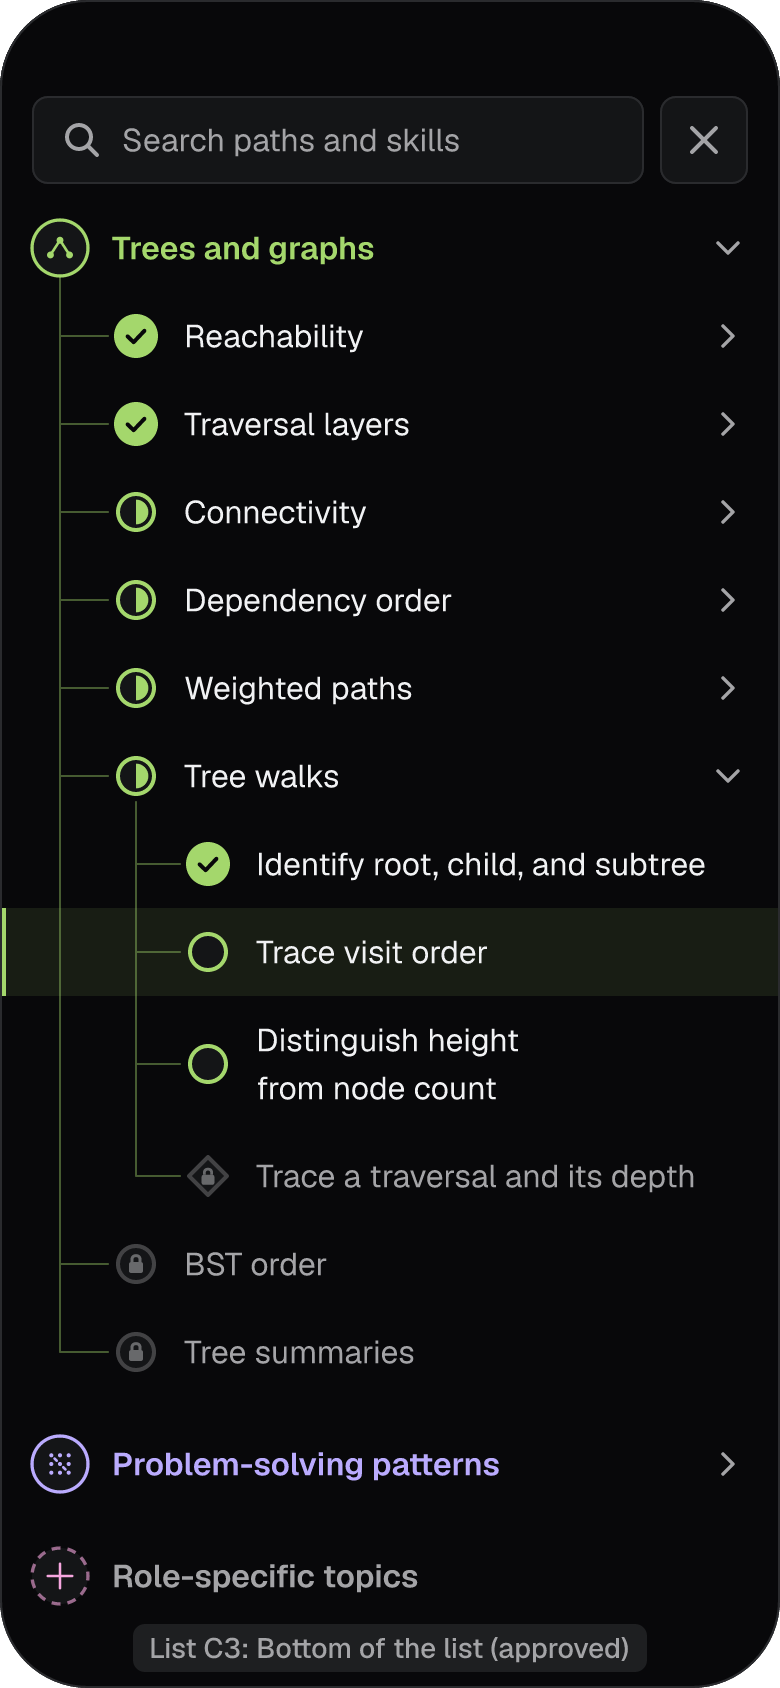 Search paths and skills
Trees and graphs
Reachability
Traversal layers
Connectivity
Dependency order
Weighted paths
Tree walks
Identify root, child, and subtree
Trace visit order
Distinguish height
from node count
Trace a traversal and its depth
BST order
Tree summaries
Problem-solving patterns
Role-specific topics
List C3: Bottom of the list (approved)